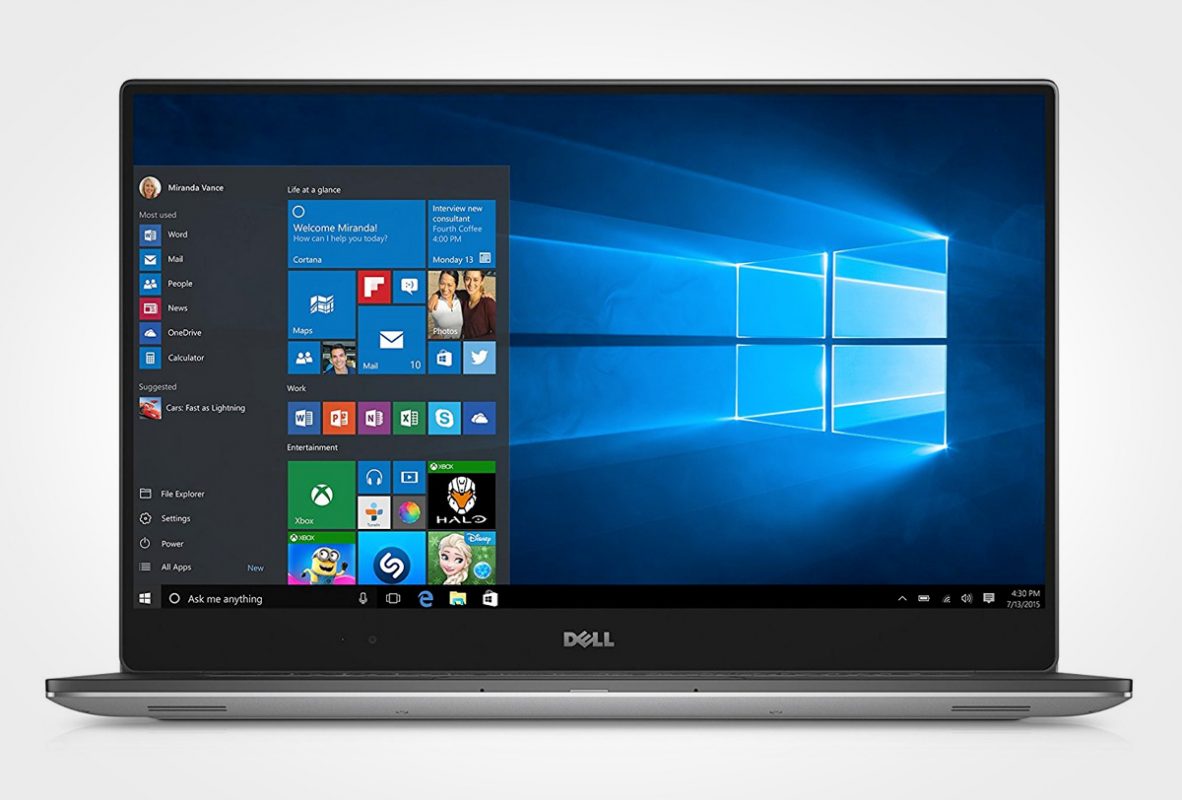 Miranda Vance
Most used
Word
Mail
People
News
OneDrive
Calculator
Suggested
Cars: Fast as Lightning
File Explorer
Settings
Power
All Apps
New
Life at a glance
Welcome Miranda!
How can I help you today?
Cortana
Interview new
consultant
Fourth Coffee
4:00 PM
Monday 13
Maps
Photos
Mail
10
Work
Entertainment
Xbox
TuneIn
XBOX
HALO
XBOX
Disney
Ask me anything
4:30 PM
7/13/2015
DELL